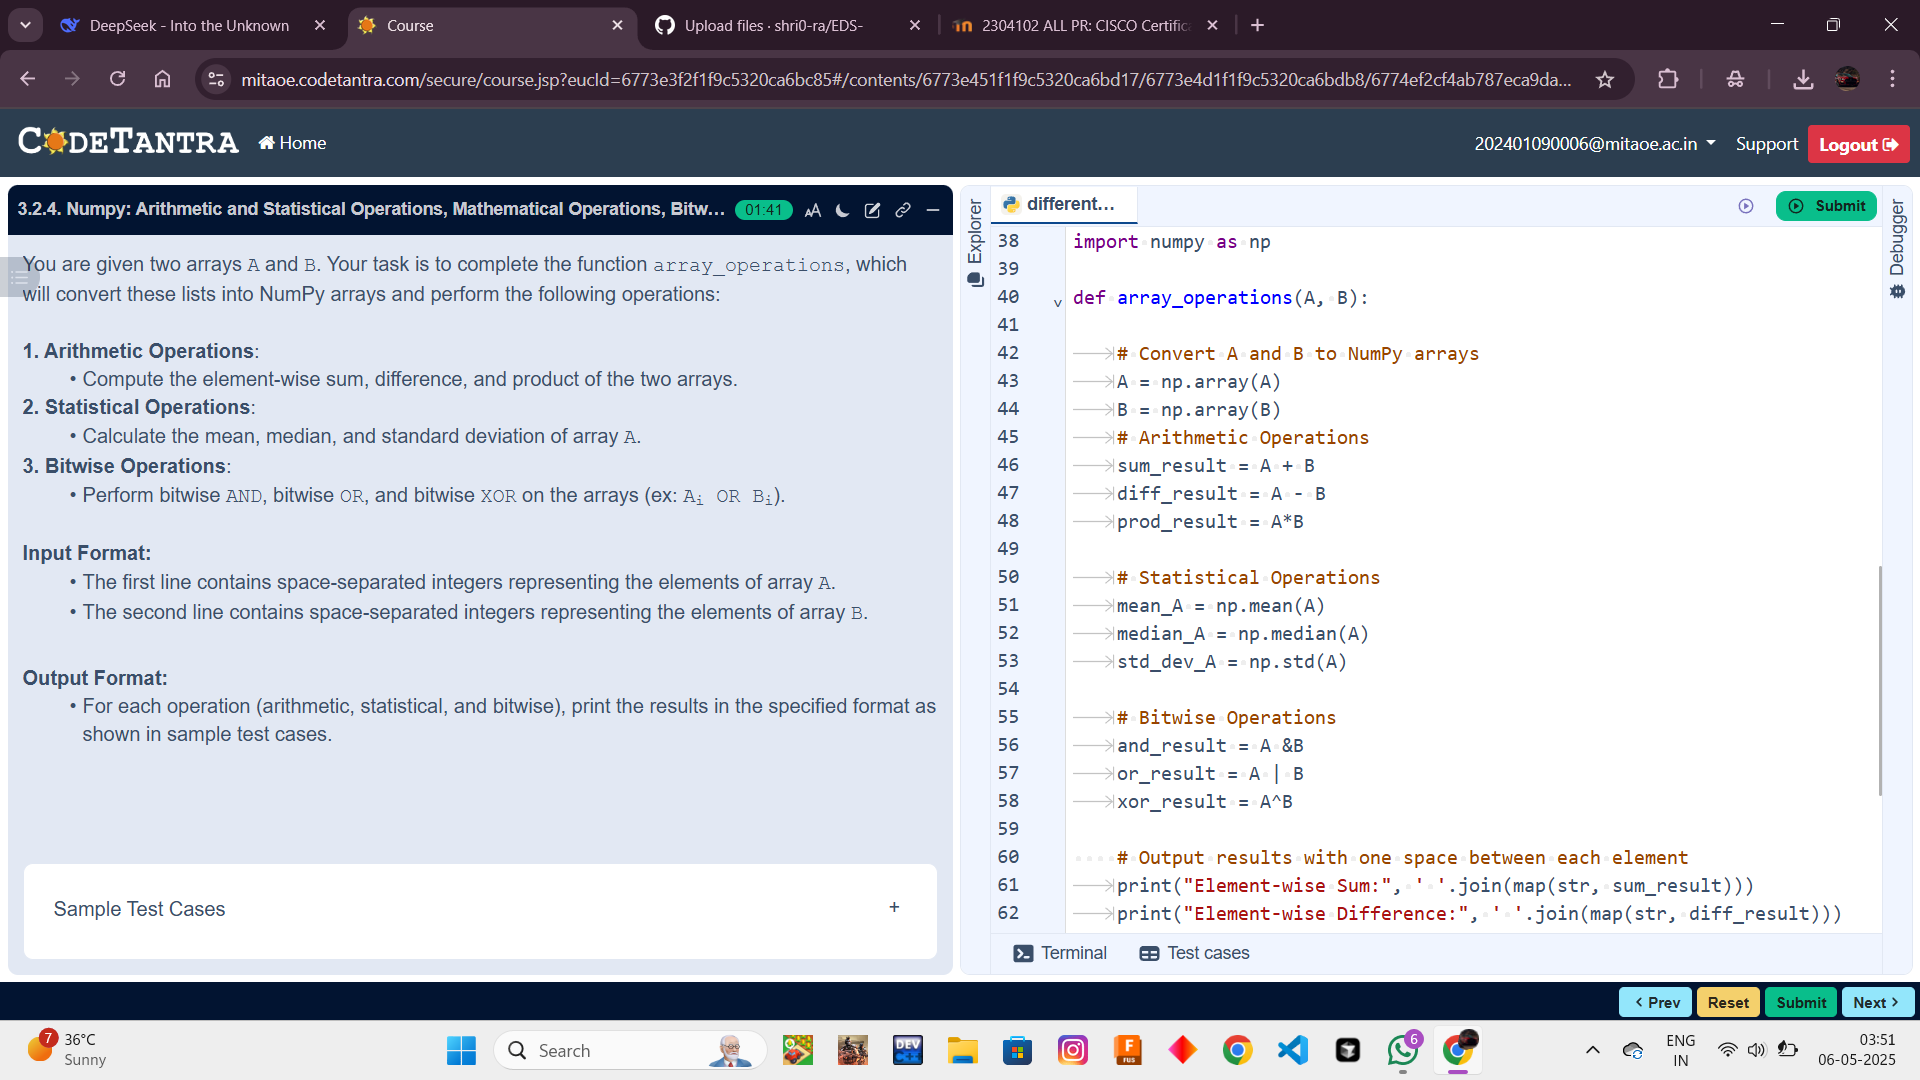 DeepSeek - Into the Unknown
Course
Upload files · shri0-ra/EDS-
2304102 ALL PR: CISCO Certific
mitaoe.codetantra.com/secure/course.jsp?eucId=6773e3f2f1f9c5320ca6bc85#/contents/6773e451f1f9c5320ca6bd17/6773e4d1f1f9c5320ca6bdb8/6774ef2cf4ab787eca9da...
CODETANTRA
Home
202401090006@mitaoe.ac.in
Support
Logout
3.2.4. Numpy: Arithmetic and Statistical Operations, Mathematical Operations, Bitw...
01:41
AA
You are given two arrays A and B. Your task is to complete the function array_operations, which
will convert these lists into NumPy arrays and perform the following operations:
1. Arithmetic Operations:
• Compute the element-wise sum, difference, and product of the two arrays.
2. Statistical Operations:
• Calculate the mean, median, and standard deviation of array A.
3. Bitwise Operations:
• Perform bitwise AND, bitwise OR, and bitwise XOR on the arrays (ex: Ai OR Bi).
Input Format:
• The first line contains space-separated integers representing the elements of array A.
• The second line contains space-separated integers representing the elements of array B.
Output Format:
• For each operation (arithmetic, statistical, and bitwise), print the results in the specified format as
shown in sample test cases.
Sample Test Cases
+
Explorer
different...
Submit
Debugger
38 import numpy as np
39
40 def array_operations(A, B):
41
42 # Convert A and B to NumPy arrays
43 A = np.array(A)
44 B = np.array(B)
45 # Arithmetic Operations
46 sum_result = A + B
47 diff_result = A - B
48 prod_result = A*B
49
50 # Statistical Operations
51 mean_A = np.mean(A)
52 median_A = np.median(A)
53 std_dev_A = np.std(A)
54
55 # Bitwise Operations
56 and_result = A &B
57 or_result = A | B
58 xor_result = A^B
59
60 # Output results with one space between each element
61 print("Element-wise Sum:", ' '.join(map(str, sum_result)))
62 print("Element-wise Difference:", ' '.join(map(str, diff_result)))
Terminal
Test cases
< Prev
Reset
Submit
Next >
7
36°C
Sunny
Search
DEV
F
FUS
6
ENG
IN
03:51
06-05-2025